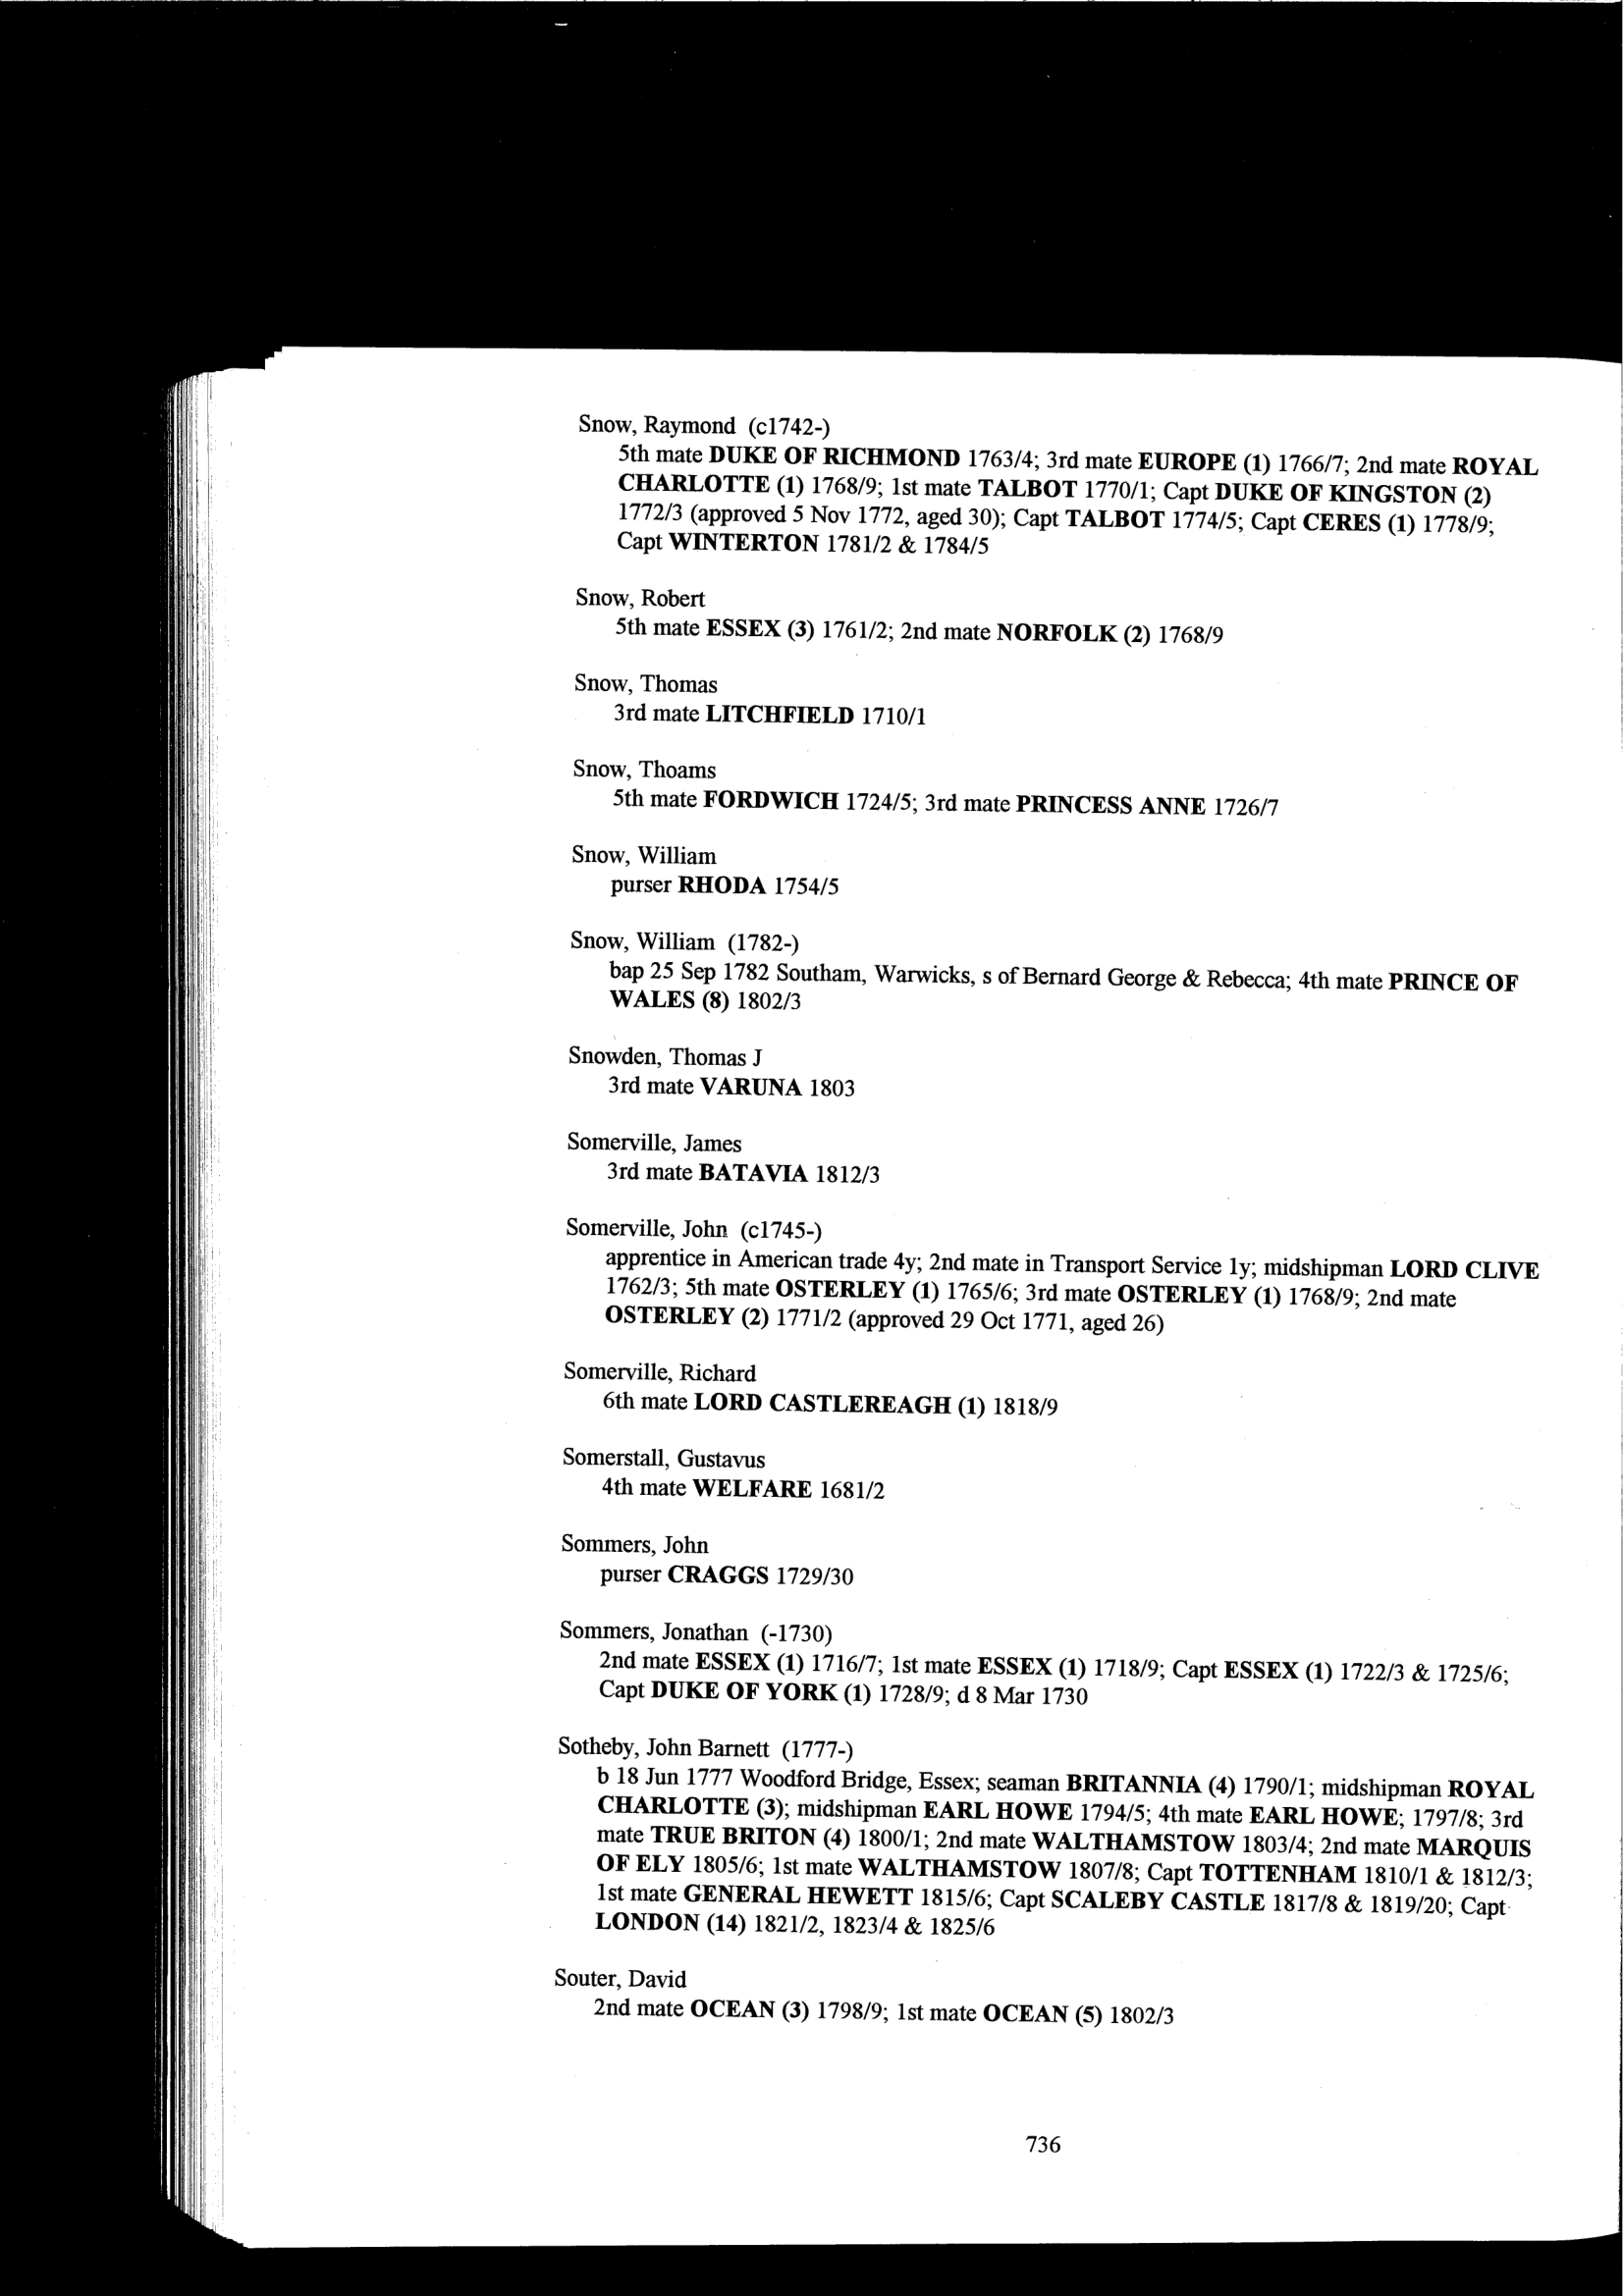 Snow, Raymond (c1742-)
5th mate DUKE OF RICHMOND 1763/4; 3rd mate EUROPE (1) 1766/7; 2nd mate ROYAL
CHARLOTTE (1) 1768/9; 1st mate TALBOT 1770/1; Capt DUKE OF KINGSTON (2)
1772/3 (approved 5 Nov 1772, aged 30); Capt TALBOT 1774/5; Capt CERES (1) 1778/9;
Capt WINTERTON 1781/2 & 1784/5
Snow, Robert
5th mate ESSEX (3) 1761/2; 2nd mate NORFOLK (2) 1768/9
Snow, Thomas
3rd mate LITCHFIELD 1710/1
Snow, Thoams
5th mate FORDWICH 1724/5; 3rd mate PRINCESS ANNE 1726/7
Snow, William
purser RHODA 1754/5
Snow, William (1782-)
bap 25 Sep 1782 Southam, Warwicks, s of Bernard George & Rebecca; 4th mate PRINCE OF
WALES (8) 1802/3
Snowden, Thomas J
3rd mate VARUNA 1803
Somerville, James
3rd mate BATAVIA 1812/3
Somerville, John (c1745-)
apprentice in American trade 4y; 2nd mate in Transport Service 1y; midshipman LORD CLIVE
1762/3; 5th mate OSTERLEY (1) 1765/6; 3rd mate OSTERLEY (1) 1768/9; 2nd mate
OSTERLEY (2) 1771/2 (approved 29 Oct 1771, aged 26)
Somerville, Richard
6th mate LORD CASTLEREAGH (1) 1818/9
Somerstall, Gustavus
4th mate WELFARE 1681/2
Sommers, John
purser CRAGGS 1729/30
Sommers, Jonathan (-1730)
2nd mate ESSEX (1) 1716/7; 1st mate ESSEX (1) 1718/9; Capt ESSEX (1) 1722/3 & 1725/6;
Capt DUKE OF YORK (1) 1728/9; d 8 Mar 1730
Sotheby, John Barnett (1777-)
b 18 Jun 1777 Woodford Bridge, Essex; seaman BRITANNIA (4) 1790/1; midshipman ROYAL
CHARLOTTE (3); midshipman EARL HOWE 1794/5; 4th mate EARL HOWE; 1797/8; 3rd
mate TRUE BRITON (4) 1800/1; 2nd mate WALTHAMSTOW 1803/4; 2nd mate MARQUIS
OF ELY 1805/6; 1st mate WALTHAMSTOW 1807/8; Capt TOTTENHAM 1810/1 & 1812/3;
1st mate GENERAL HEWETT 1815/6; Capt SCALEBY CASTLE 1817/8 & 1819/20; Capt
LONDON (14) 1821/2, 1823/4 & 1825/6
Souter, David
2nd mate OCEAN (3) 1798/9; 1st mate OCEAN (5) 1802/3
736